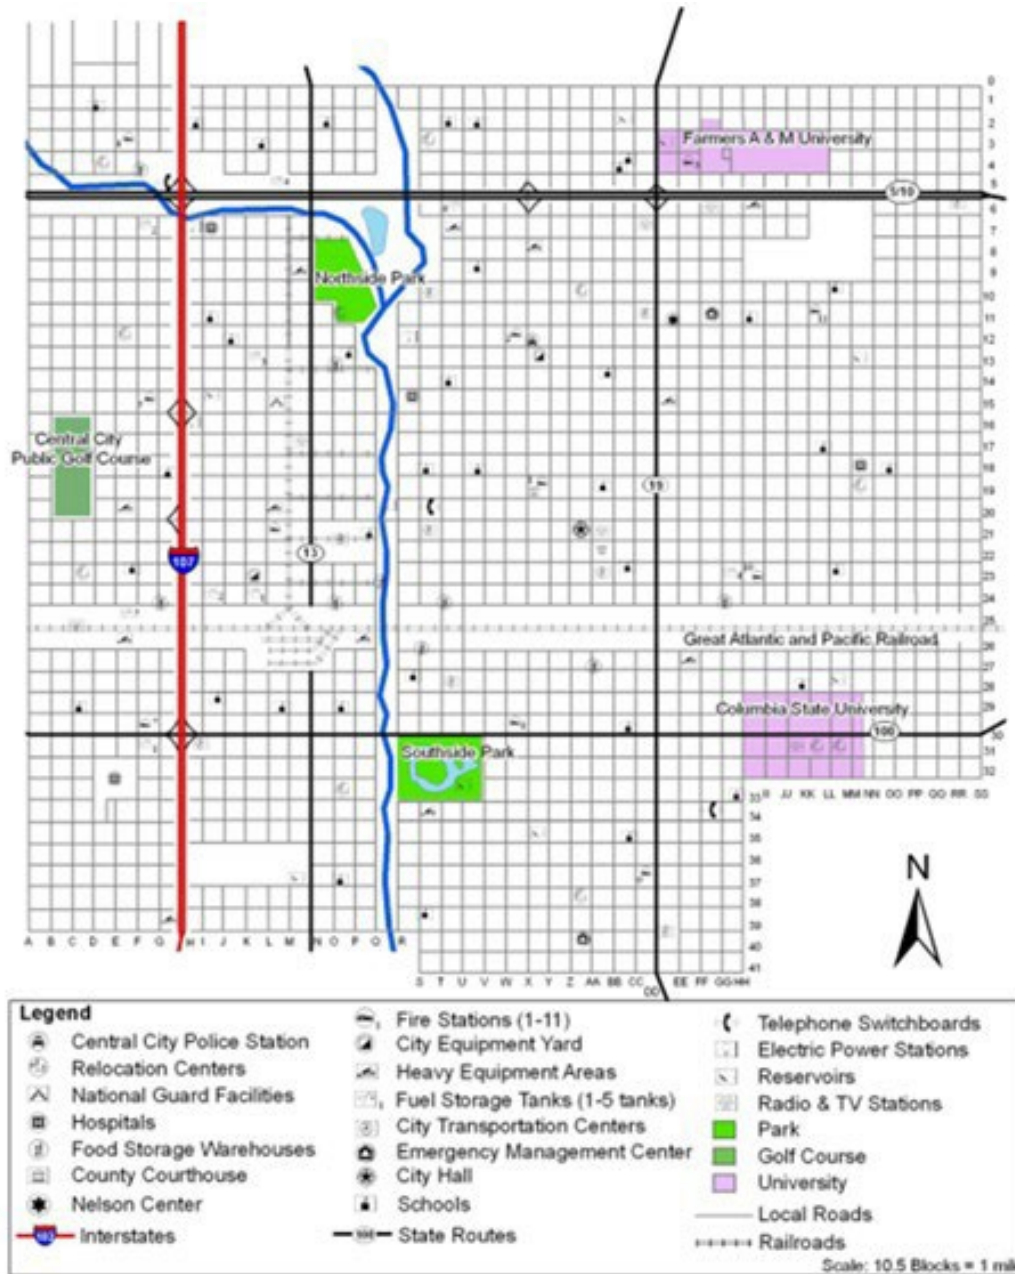 0
1
2
Farmers A & M University
3
4
5
5/10
6
7
8
9
Northside Park
10
11
12
13
14
15
16
Central City
Public Golf Course
17
18
19
19
20
21
107
13
22
23
24
25
Great Atlantic and Pacific Railroad
26
27
28
Columbia State University
29
100
30
Southside Park
31
32
33
II JJ KK LL MM NN OO PP QQ RR SS
34
35
36
37
38
39
40
41
A B C D E F G H I J K L M N O P Q R
S T U V W X Y Z AA BB CC DD EE FF GG HH
N
Legend
Central City Police Station
Relocation Centers
National Guard Facilities
Hospitals
Food Storage Warehouses
County Courthouse
Nelson Center
Interstates
Fire Stations (1-11)
City Equipment Yard
Heavy Equipment Areas
Fuel Storage Tanks (1-5 tanks)
City Transportation Centers
Emergency Management Center
City Hall
Schools
State Routes
Telephone Switchboards
Electric Power Stations
Reservoirs
Radio & TV Stations
Park
Golf Course
University
Local Roads
Railroads
Scale: 10.5 Blocks = 1 mile